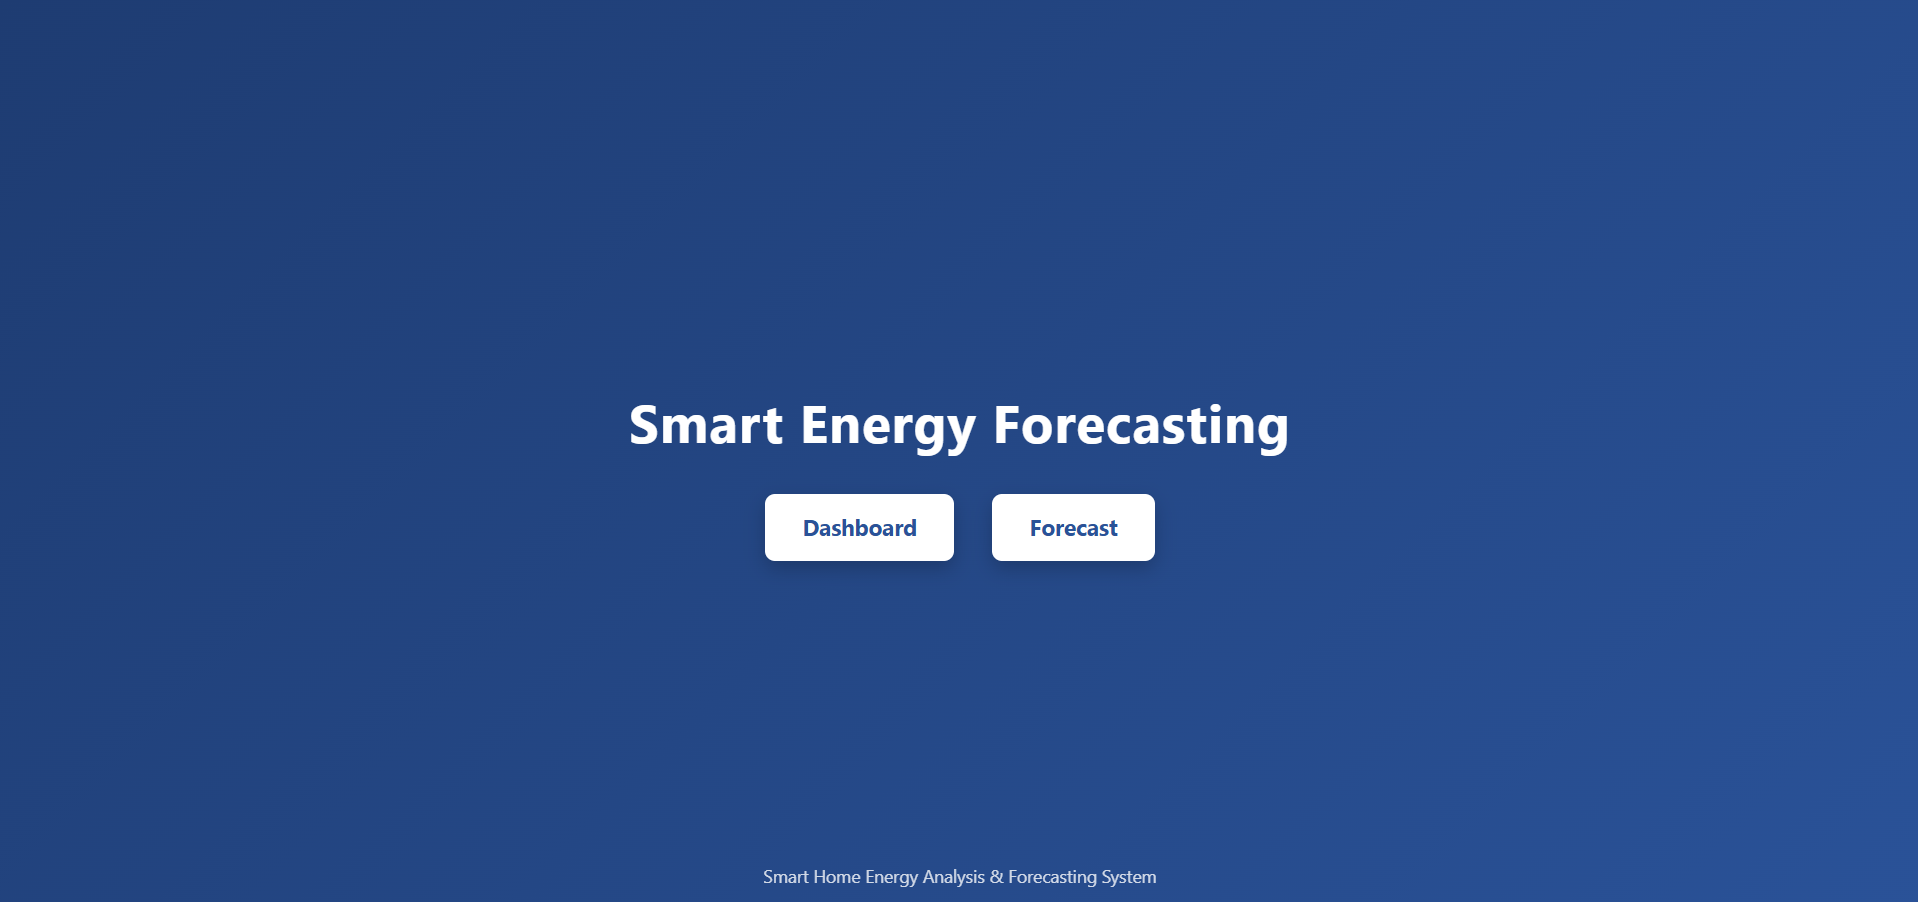 Smart Energy Forecasting
Dashboard
Forecast
Smart Home Energy Analysis & Forecasting System